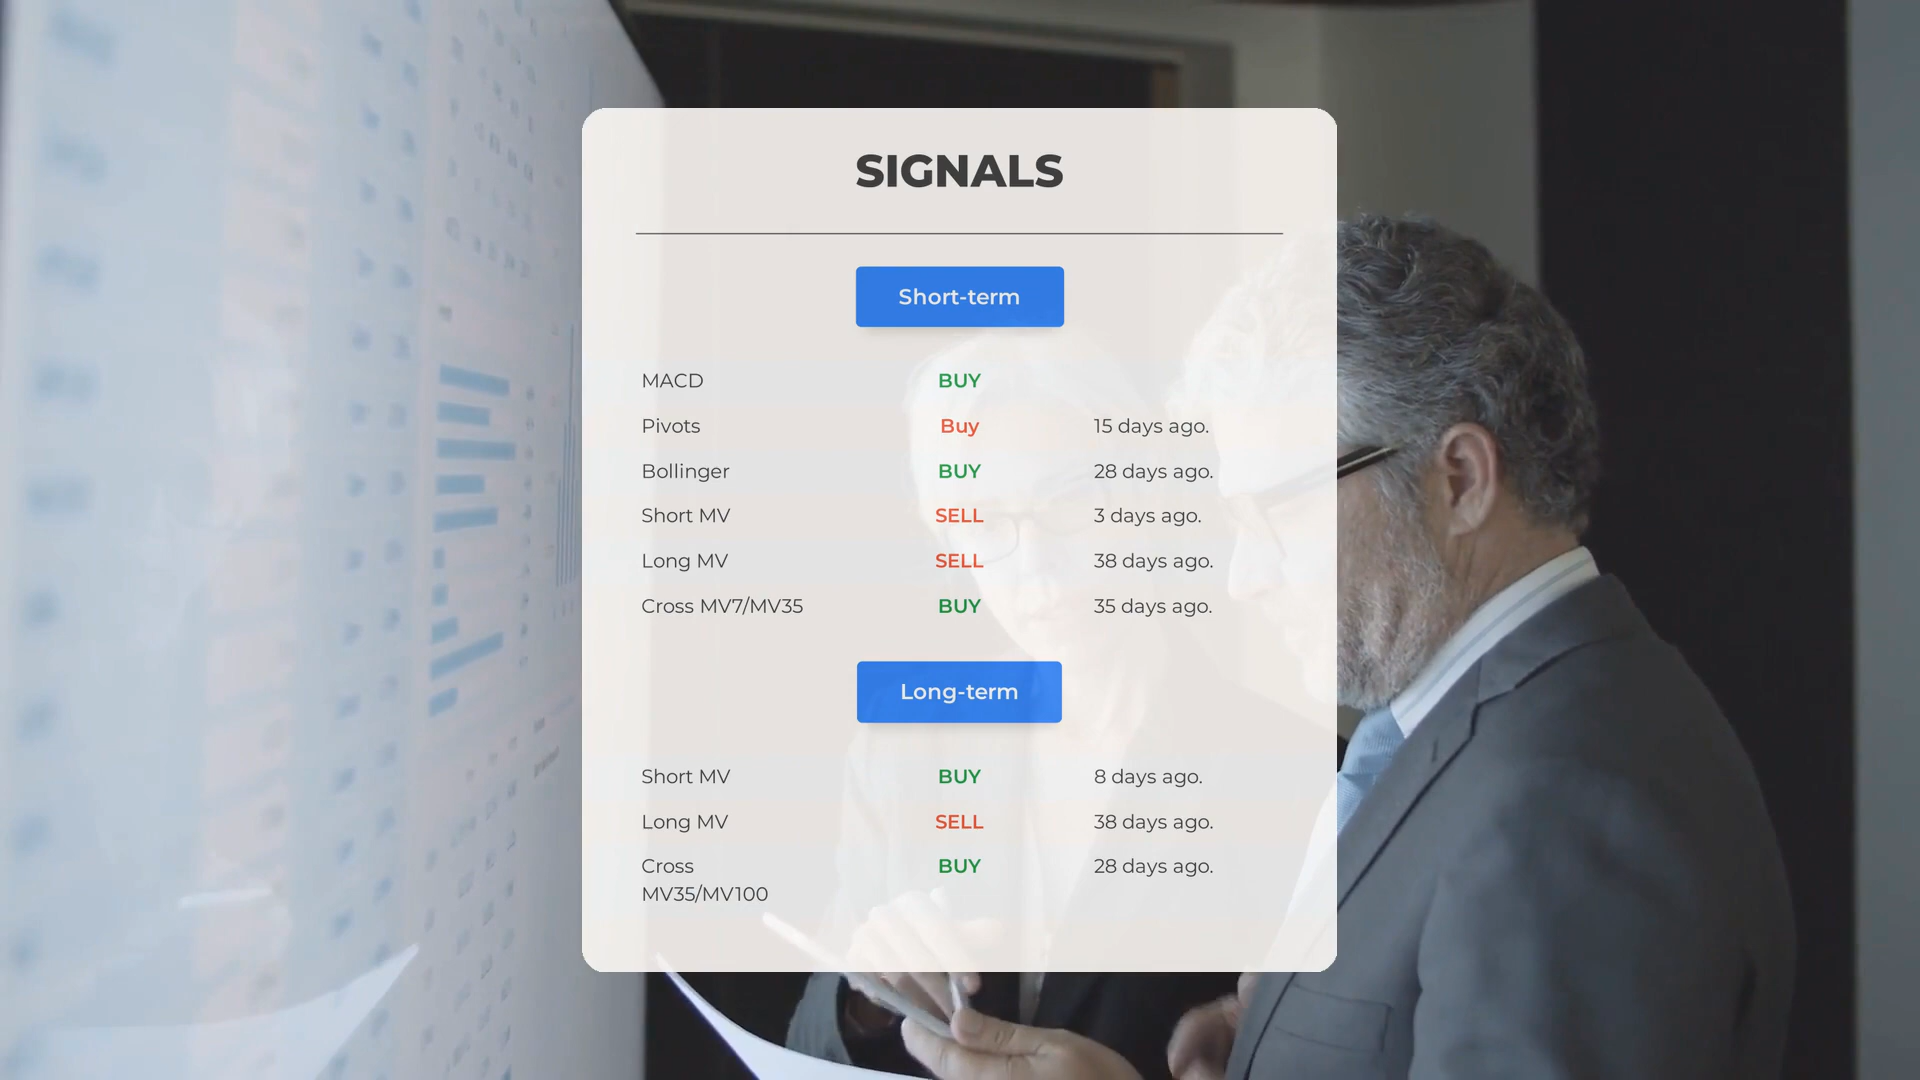 SIGNALS
Short-term
MACD BUY
Pivots Buy 15 days ago.
Bollinger BUY 28 days ago.
Short MV SELL 3 days ago.
Long MV SELL 38 days ago.
Cross MV7/MV35 BUY 35 days ago.
Long-term
Short MV BUY 8 days ago.
Long MV SELL 38 days ago.
Cross BUY 28 days ago.
MV35/MV100